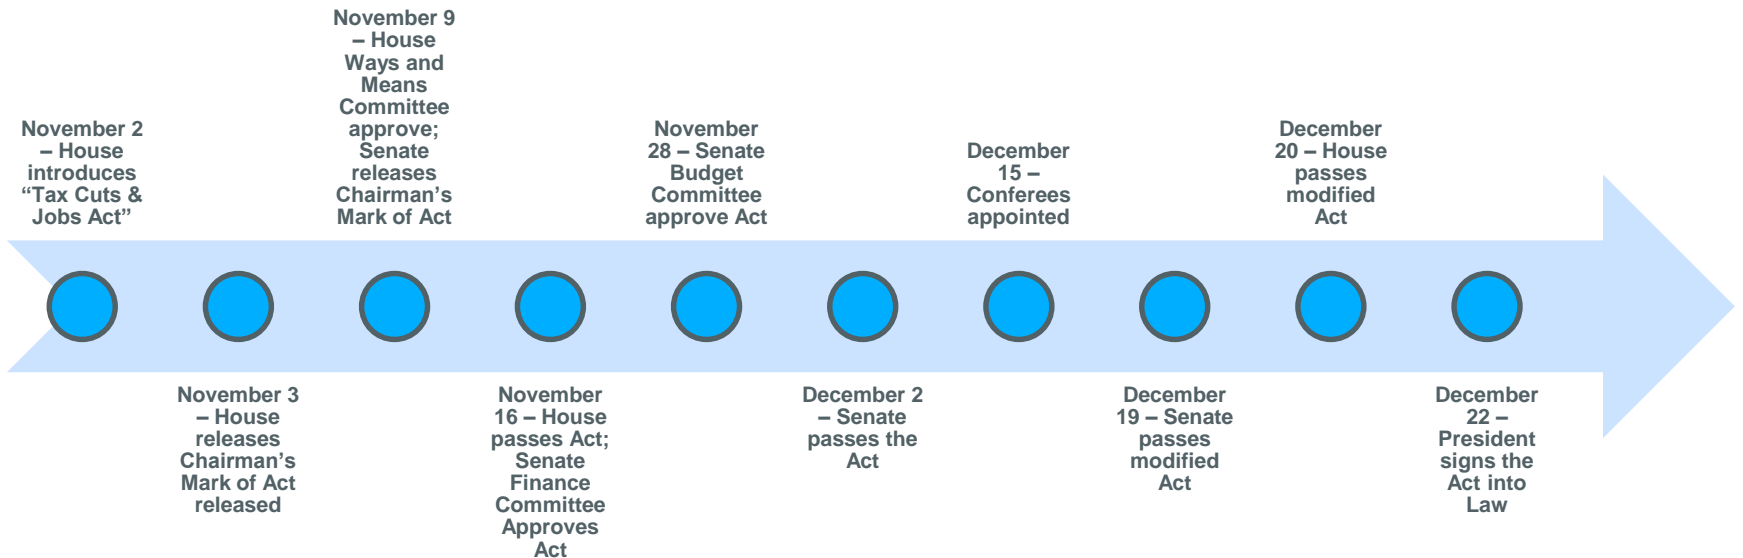 November 2
– House
introduces
“Tax Cuts &
Jobs Act”
November 3
– House
releases
Chairman’s
Mark of Act
released
November 9
– House
Ways and
Means
Committee
approve;
Senate
releases
Chairman’s
Mark of Act
November
16 – House
passes Act;
Senate
Finance
Committee
Approves
Act
November
28 – Senate
Budget
Committee
approve Act
December 2
– Senate
passes the
Act
December
15 –
Conferees
appointed
December
19 – Senate
passes
modified
Act
December
20 – House
passes
modified
Act
December
22 –
President
signs the
Act into
Law